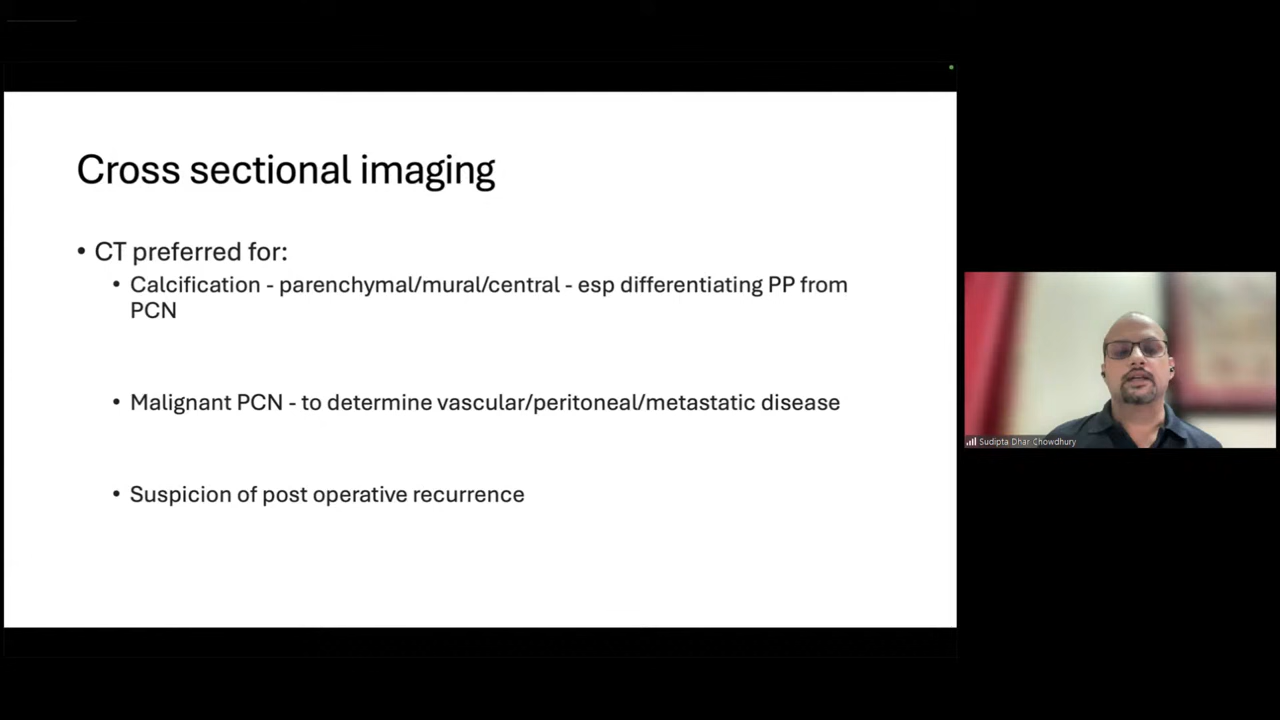 Cross sectional imaging
• CT preferred for:
• Calcification - parenchymal/mural/central - esp differentiating PP from
PCN
• Malignant PCN - to determine vascular/peritoneal/metastatic disease
• Suspicion of post operative recurrence
Sudipta Dhar Chowdhury